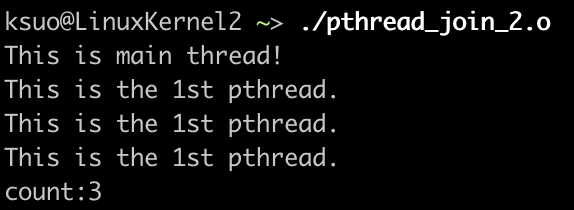 ksuo@LinuxKernel2 ~> ./pthread_join_2.o
This is main thread!
This is the 1st pthread.
This is the 1st pthread.
This is the 1st pthread.
count:3